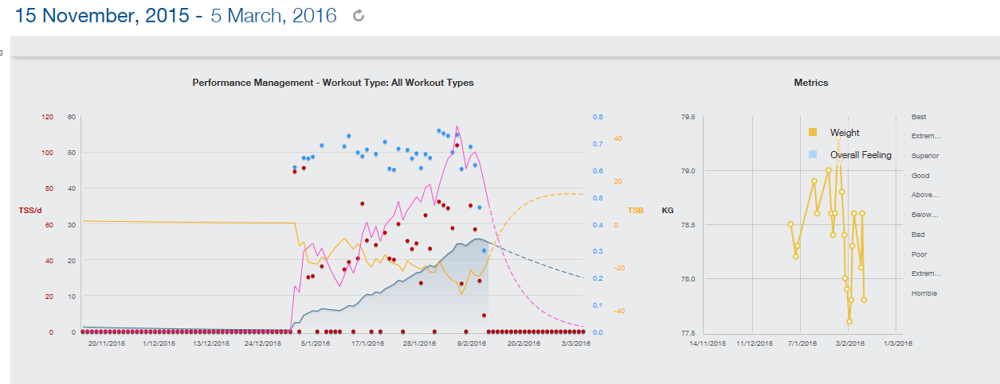 15 November, 2015 - 5 March, 2016
Performance Management - Workout Type: All Workout Types
120 60 0.8
100 50 0.7 40
0.6
80 40 20
0.5
TSS/d TSB
60 30 0.4 0
0.3
40 20 -20
0.2
20 10 0.1 -40
0 0 0.0
20/11/2015 1/12/2015 13/12/2015 24/12/2015 5/1/2016 17/1/2016 28/1/2016 9/2/2016 20/2/2016 3/3/2016
Metrics
79.5 Best
Weight Extrem...
Overall Feeling Superior
79.0 Good
Above...
KG Below...
78.5 Bad
Poor
78.0 Extrem...
Horrible
77.5
14/11/2015 11/12/2015 7/1/2016 3/2/2016 1/3/2016